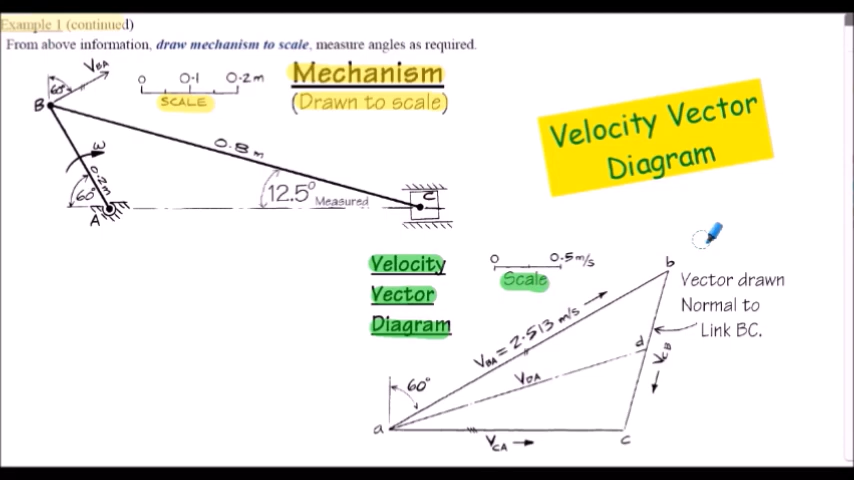 Example 1 (continued)
From above information, draw mechanism to scale, measure angles as required.
Mechanism
(Drawn to scale)
0 0.1 0.2m
SCALE
60°
VBA
B
0.8 m
ω
0.2m
60°
A
12.5°
Measured
C
Velocity Vector
Diagram
Velocity
Vector
Diagram
0 0.5 m/s
Scale
b
Vector drawn
Normal to
Link BC.
VBA = 2.513 m/s
d
VCB
VDA
60°
a
VCA
c